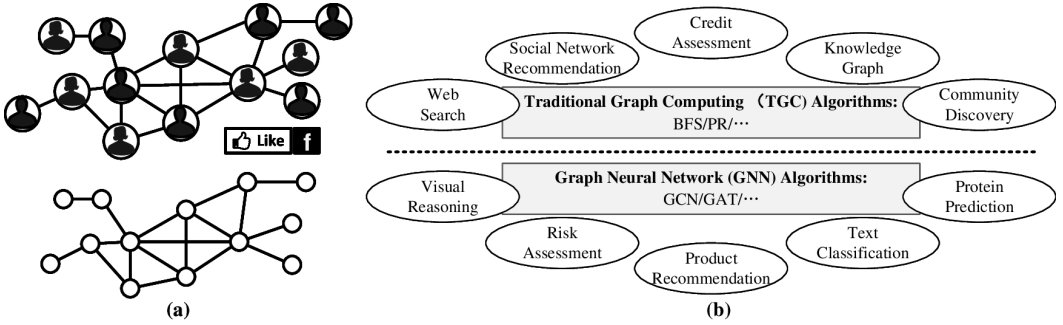 Like f
(a)
Credit
Assessment
Social Network
Recommendation
Knowledge
Graph
Web
Search
Traditional Graph Computing （TGC) Algorithms:
BFS/PR/⋯
Community
Discovery
Visual
Reasoning
Graph Neural Network (GNN) Algorithms:
GCN/GAT/⋯
Protein
Prediction
Risk
Assessment
Product
Recommendation
Text
Classification
(b)